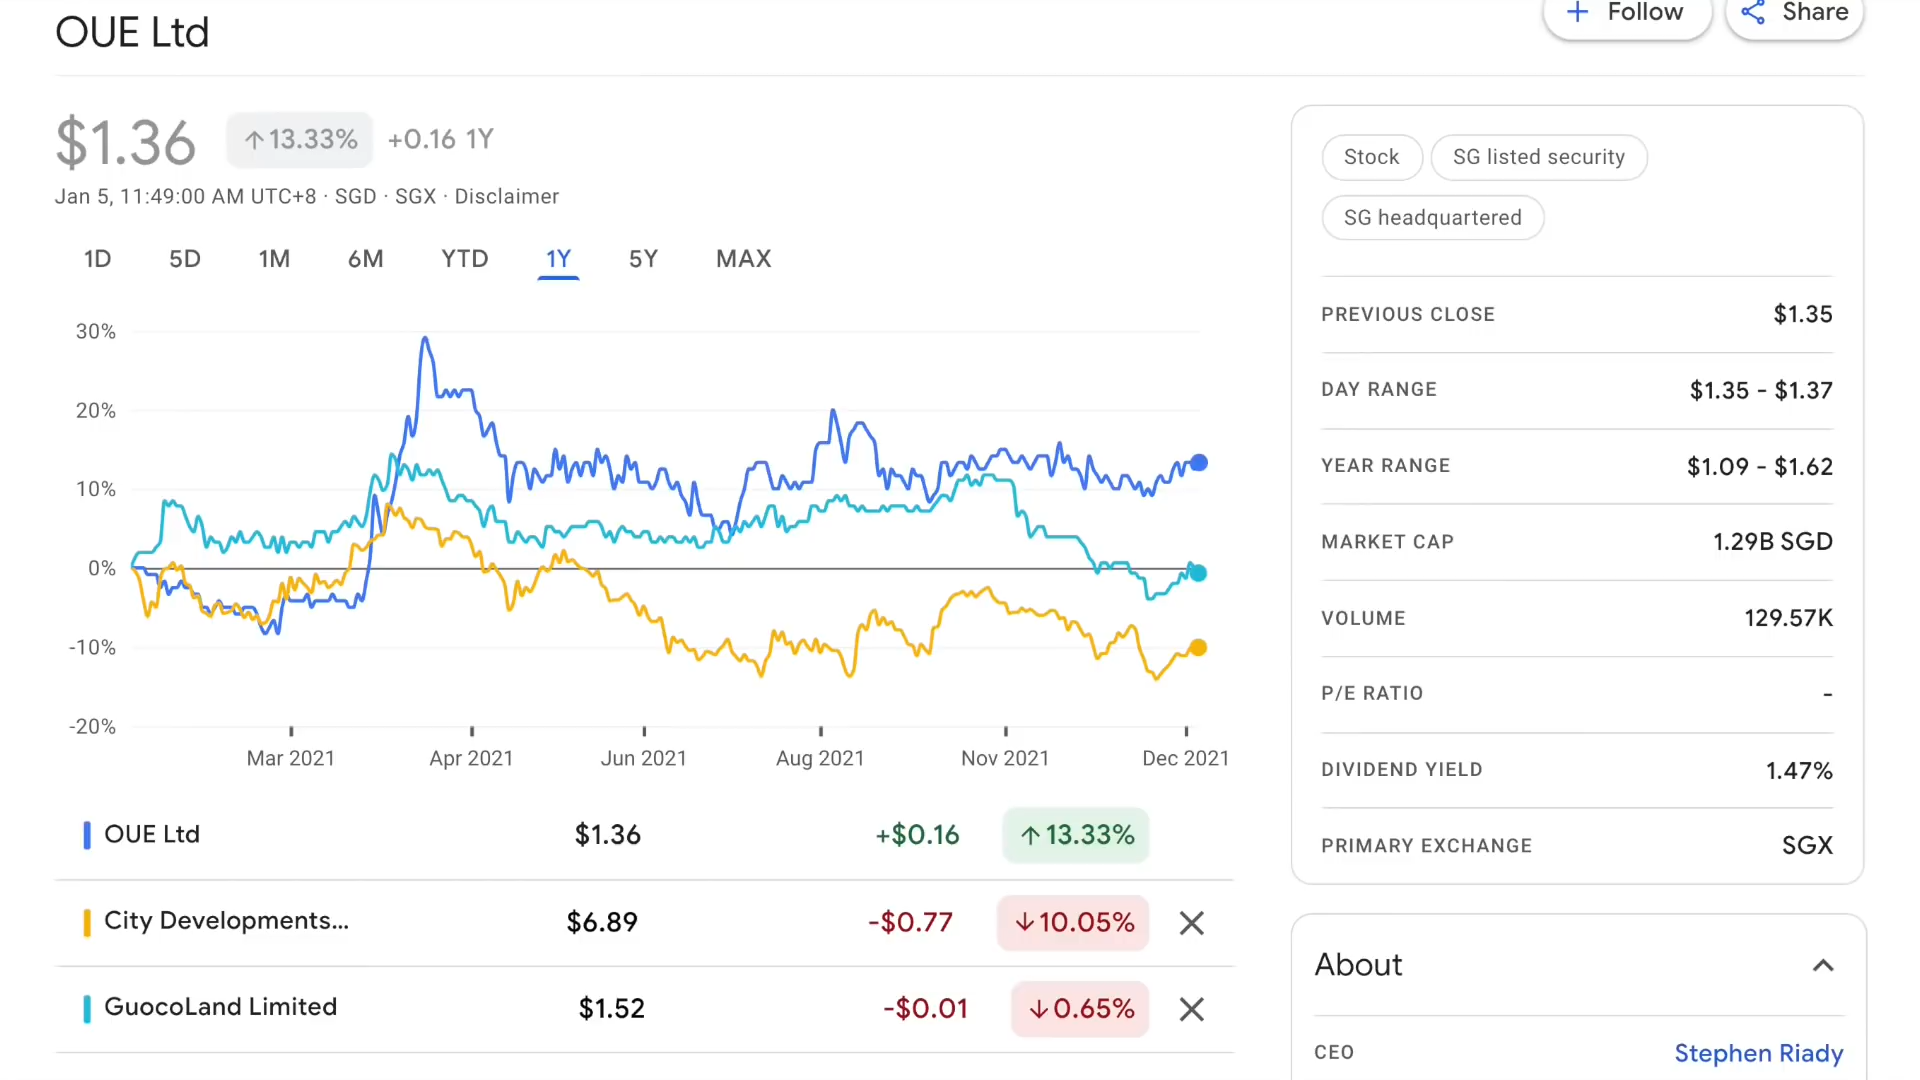 OUE Ltd
Follow
Share
$1.36 ↑13.33% +0.16 1Y
Jan 5, 11:49:00 AM UTC+8 · SGD · SGX · Disclaimer
1D 5D 1M 6M YTD 1Y 5Y MAX
30%
20%
10%
0%
-10%
-20%
Mar 2021 Apr 2021 Jun 2021 Aug 2021 Nov 2021 Dec 2021
OUE Ltd $1.36 +$0.16 ↑13.33%
City Developments... $6.89 -$0.77 ↓10.05%
GuocoLand Limited $1.52 -$0.01 ↓0.65%
Stock SG listed security
SG headquartered
PREVIOUS CLOSE $1.35
DAY RANGE $1.35 - $1.37
YEAR RANGE $1.09 - $1.62
MARKET CAP 1.29B SGD
VOLUME 129.57K
P/E RATIO -
DIVIDEND YIELD 1.47%
PRIMARY EXCHANGE SGX
About
CEO Stephen Riady